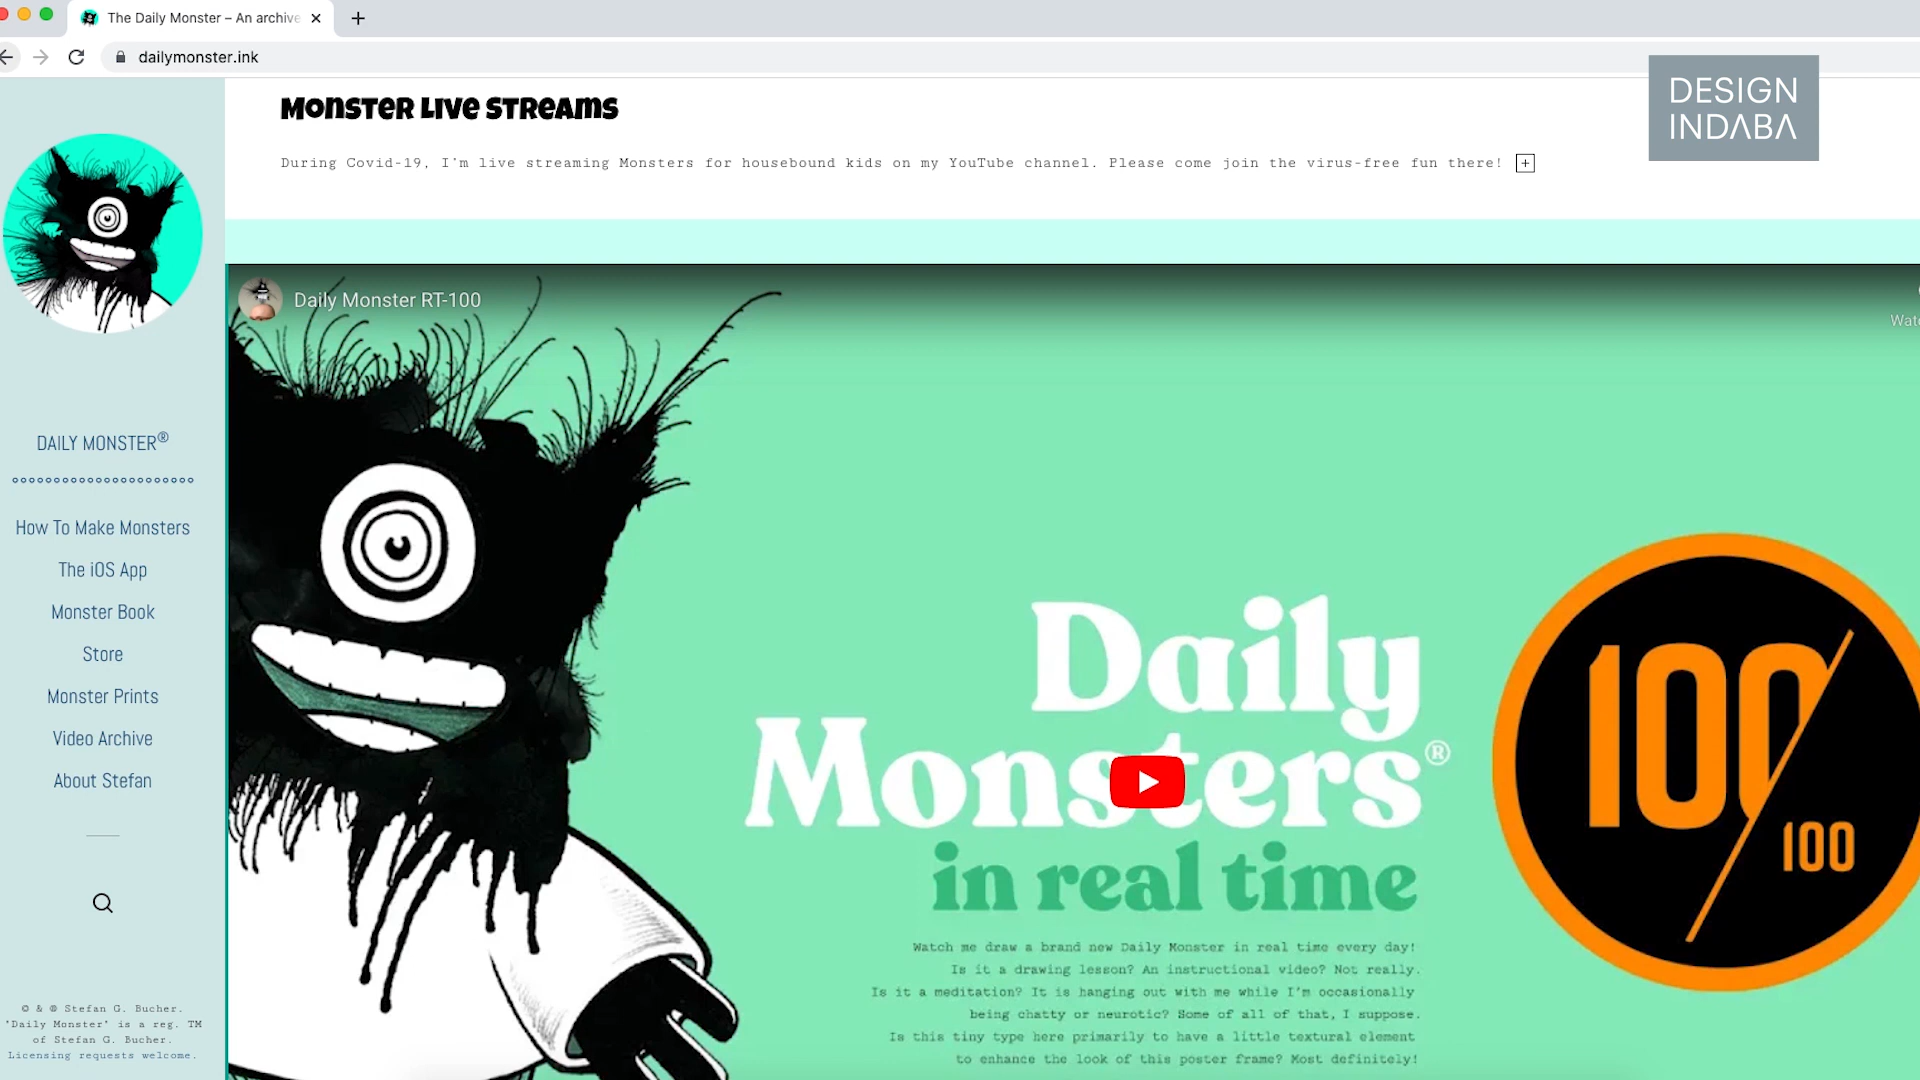 The Daily Monster – An archive
dailymonster.ink
DESIGN
INDABA
Monster Live Streams
During Covid-19, I'm live streaming Monsters for housebound kids on my YouTube channel. Please come join the virus-free fun there! +
DAILY MONSTER®
How To Make Monsters
The iOS App
Monster Book
Store
Monster Prints
Video Archive
About Stefan
© & ® Stefan G. Bucher.
"Daily Monster" is a reg. TM
of Stefan G. Bucher.
Licensing requests welcome.
Daily Monster RT-100
Daily
Monsters®
in real time
100
100
Watch me draw a brand new Daily Monster in real time every day!
Is it a drawing lesson? An instructional video? Not really.
Is it a meditation? It is hanging out with me while I'm occasionally
being chatty or neurotic? Some of all of that, I suppose.
Is this tiny type here primarily to have a little textural element
to enhance the look of this poster frame? Most definitely!